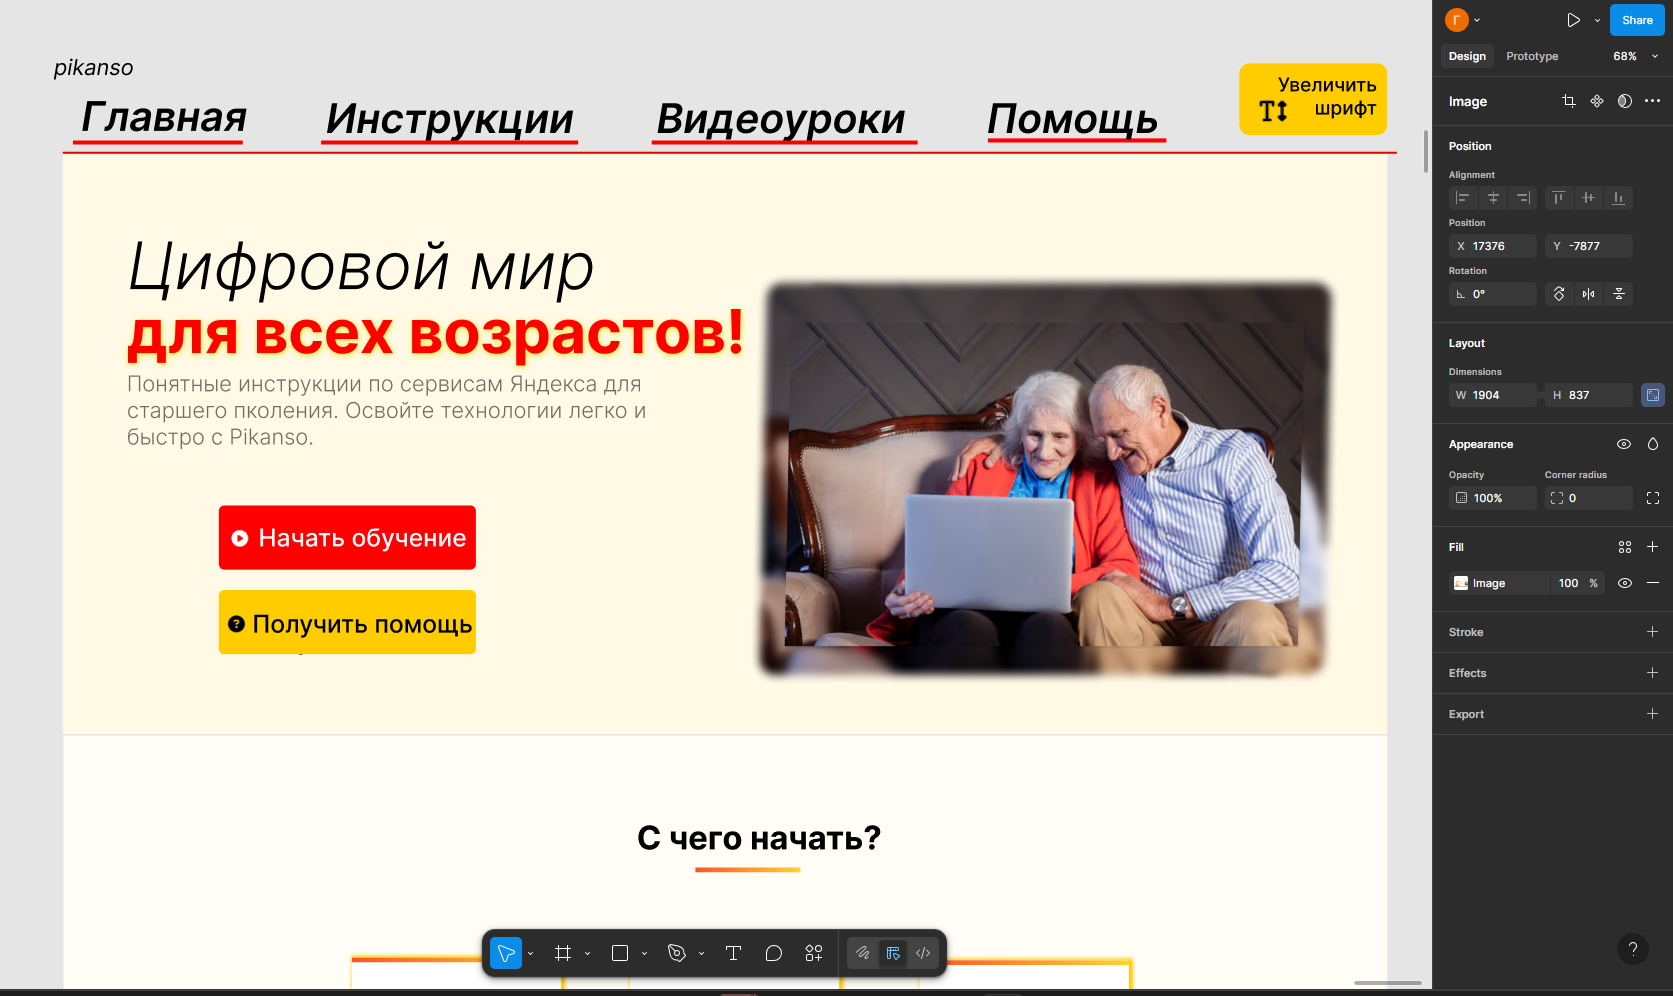 pikanso
Главная
Инструкции
Видеоуроки
Помощь
Увеличить
шрифт
Цифровой мир
для всех возрастов!
Понятные инструкции по сервисам Яндекса для
старшего пколения. Освойте технологии легко и
быстро с Pikanso.
Начать обучение
Получить помощь
С чего начать?
Г
Share
Design Prototype 68%
Image
Position
Alignment
Position
X 17376 Y -7877
Rotation
0°
Layout
Dimensions
W 1904 H 837
Appearance
Opacity Corner radius
100% 0
Fill
Image 100 %
Stroke
Effects
Export